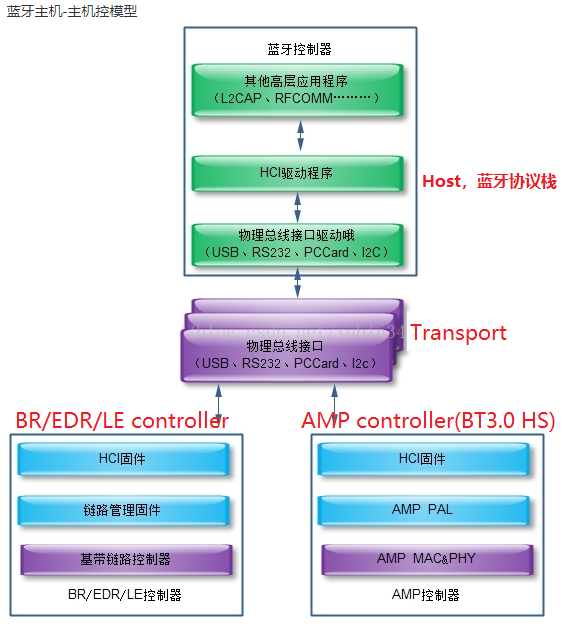 蓝牙主机-主机控模型
蓝牙控制器
其他高层应用程序
（L2CAP、RFCOMM………）
HCI驱动程序
Host，蓝牙协议栈
物理总线接口驱动哦
（USB、RS232、PCCard、I2C）
Transport
物理总线接口
（USB、RS232、PCCard、I2c）
BR/EDR/LE controller
AMP controller(BT3.0 HS)
HCI固件
HCI固件
链路管理固件
AMP PAL
基带链路控制器
AMP MAC&PHY
BR/EDR/LE控制器
AMP控制器